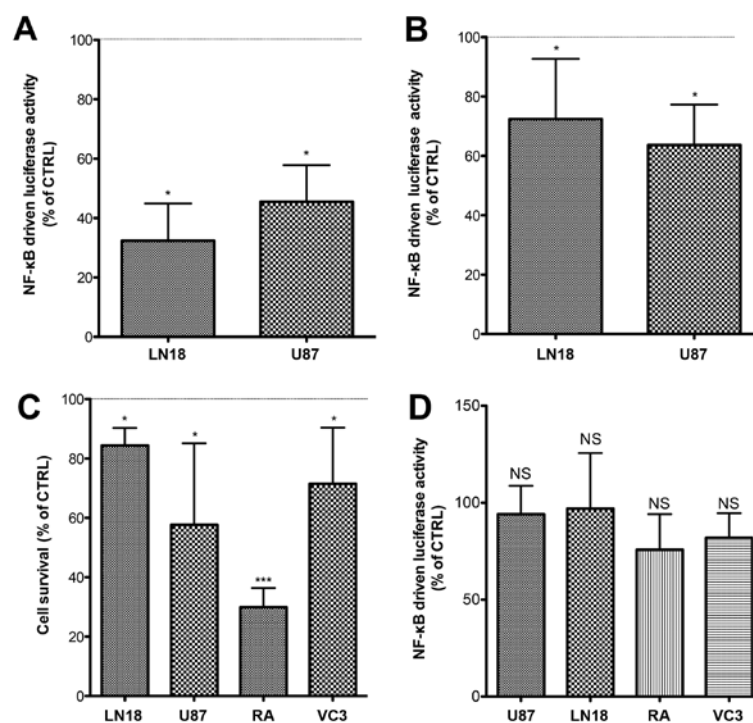 A
NF-κB driven luciferase activity
(% of CTRL)
100
80
60
40
20
0
*
*
LN18
U87
B
NF-κB driven luciferase activity
(% of CTRL)
100
80
60
40
20
0
*
*
LN18
U87
C
Cell survival (% of CTRL)
100
80
60
40
20
0
*
*
***
*
LN18
U87
RA
VC3
D
NF-κB driven luciferase activity
(% of CTRL)
150
100
50
0
NS
NS
NS
NS
U87
LN18
RA
VC3